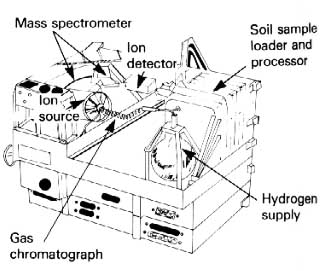 Mass spectrometer
Ion
detector
Soil sample
loader and
processor
Ion
source
Hydrogen
supply
Gas
chromatograph